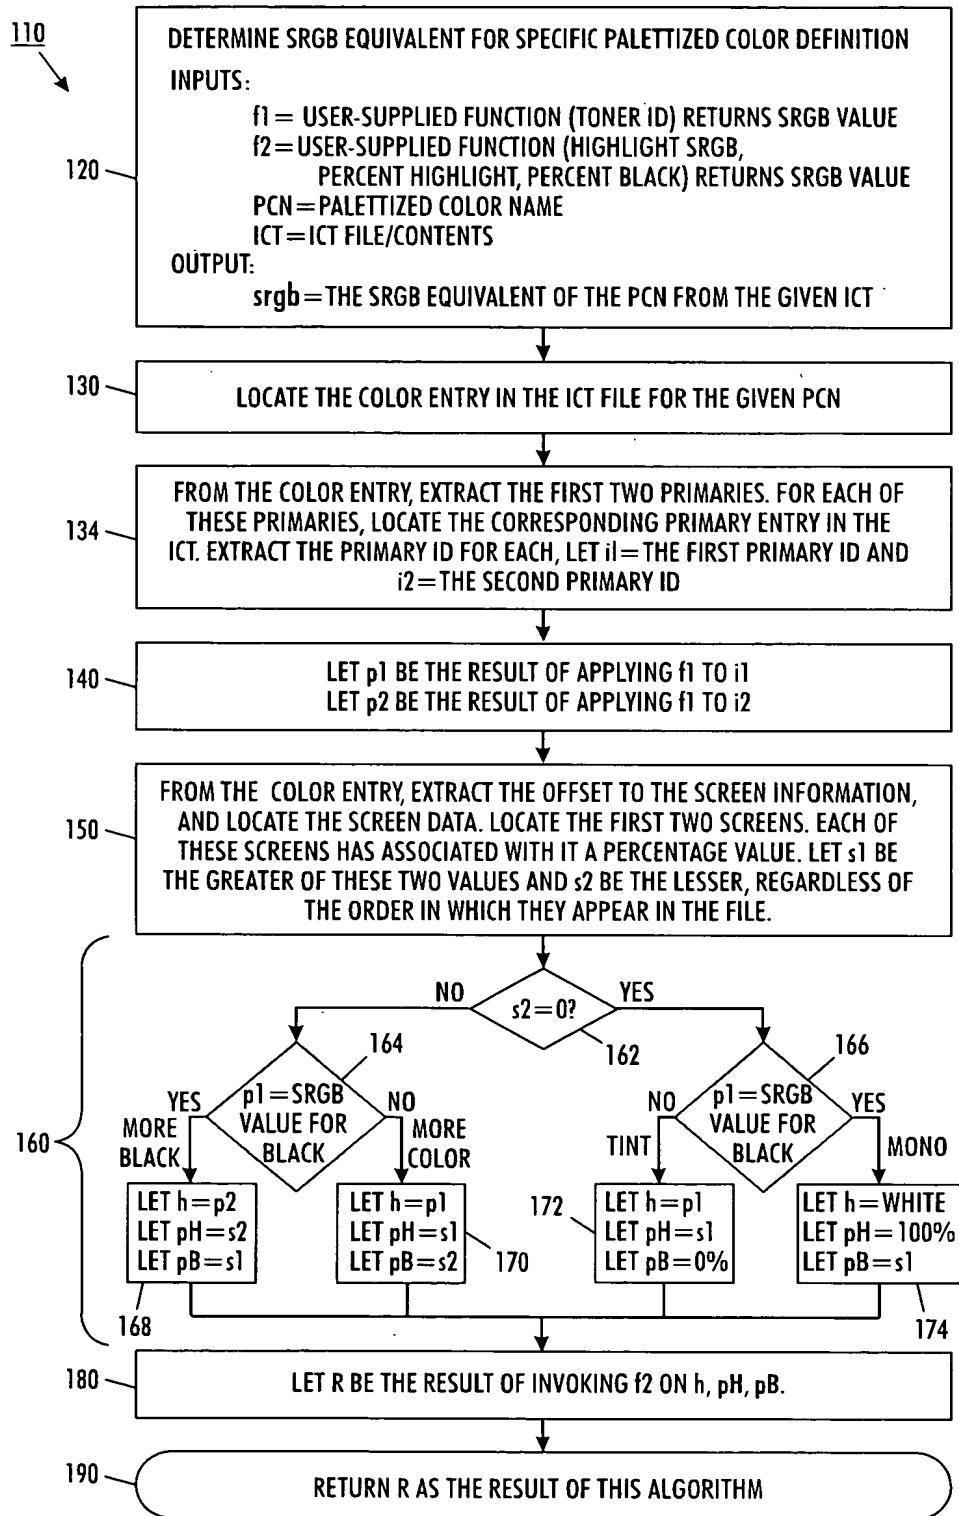 110
DETERMINE SRGB EQUIVALENT FOR SPECIFIC PALETTIZED COLOR DEFINITION
INPUTS:
f1 = USER-SUPPLIED FUNCTION (TONER ID) RETURNS SRGB VALUE
f2=USER-SUPPLIED FUNCTION (HIGHLIGHT SRGB,
PERCENT HIGHLIGHT, PERCENT BLACK) RETURNS SRGB VALUE
PCN=PALETTIZED COLOR NAME
ICT=ICT FILE/CONTENTS
OUTPUT:
srgb=THE SRGB EQUIVALENT OF THE PCN FROM THE GIVEN ICT
120
130
LOCATE THE COLOR ENTRY IN THE ICT FILE FOR THE GIVEN PCN
134
FROM THE COLOR ENTRY, EXTRACT THE FIRST TWO PRIMARIES. FOR EACH OF
THESE PRIMARIES, LOCATE THE CORRESPONDING PRIMARY ENTRY IN THE
ICT. EXTRACT THE PRIMARY ID FOR EACH, LET i1=THE FIRST PRIMARY ID AND
i2=THE SECOND PRIMARY ID
140
LET p1 BE THE RESULT OF APPLYING f1 TO i1
LET p2 BE THE RESULT OF APPLYING f1 TO i2
150
FROM THE COLOR ENTRY, EXTRACT THE OFFSET TO THE SCREEN INFORMATION,
AND LOCATE THE SCREEN DATA. LOCATE THE FIRST TWO SCREENS. EACH OF
THESE SCREENS HAS ASSOCIATED WITH IT A PERCENTAGE VALUE. LET s1 BE
THE GREATER OF THESE TWO VALUES AND s2 BE THE LESSER, REGARDLESS OF
THE ORDER IN WHICH THEY APPEAR IN THE FILE.
160
NO
s2=0?
YES
162
164
p1=SRGB
VALUE FOR
BLACK
YES
MORE
BLACK
NO
MORE
COLOR
166
p1=SRGB
VALUE FOR
BLACK
NO
TINT
YES
MONO
LET h=p2
LET pH=s2
LET pB=s1
168
LET h=p1
LET pH=s1
LET pB=s2
170
172
LET h=p1
LET pH=s1
LET pB=0%
LET h=WHITE
LET pH=100%
LET pB=s1
174
180
LET R BE THE RESULT OF INVOKING f2 ON h, pH, pB.
190
RETURN R AS THE RESULT OF THIS ALGORITHM